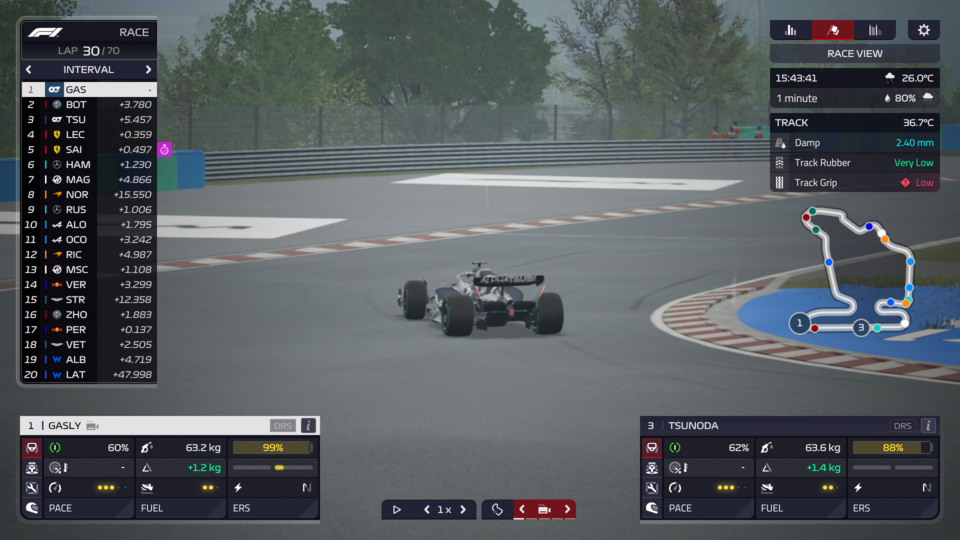 RACE
LAP 30/70
INTERVAL
1 GAS -
2 BOT +3.780
3 TSU +5.457
4 LEC +0.359
5 SAI +0.497
6 HAM +1.230
7 MAG +4.866
8 NOR +15.550
9 RUS +1.006
10 ALO +1.795
11 OCO +3.242
12 RIC +4.987
13 MSC +1.108
14 VER +3.299
15 STR +12.358
16 ZHO +1.883
17 PER +0.137
18 VET +2.505
19 ALB +4.719
20 LAT +47.998
RACE VIEW
15:43:41 26.0°C
1 minute 80%
TRACK 36.7°C
Damp 2.40 mm
Track Rubber Very Low
Track Grip Low
1
3
ALPHATAURI
1 GASLY DRS i
60% 63.2 kg 99%
- +1.2 kg
N
PACE FUEL ERS
1x
3 TSUNODA DRS i
62% 63.6 kg 88%
- +1.4 kg
N
PACE FUEL ERS